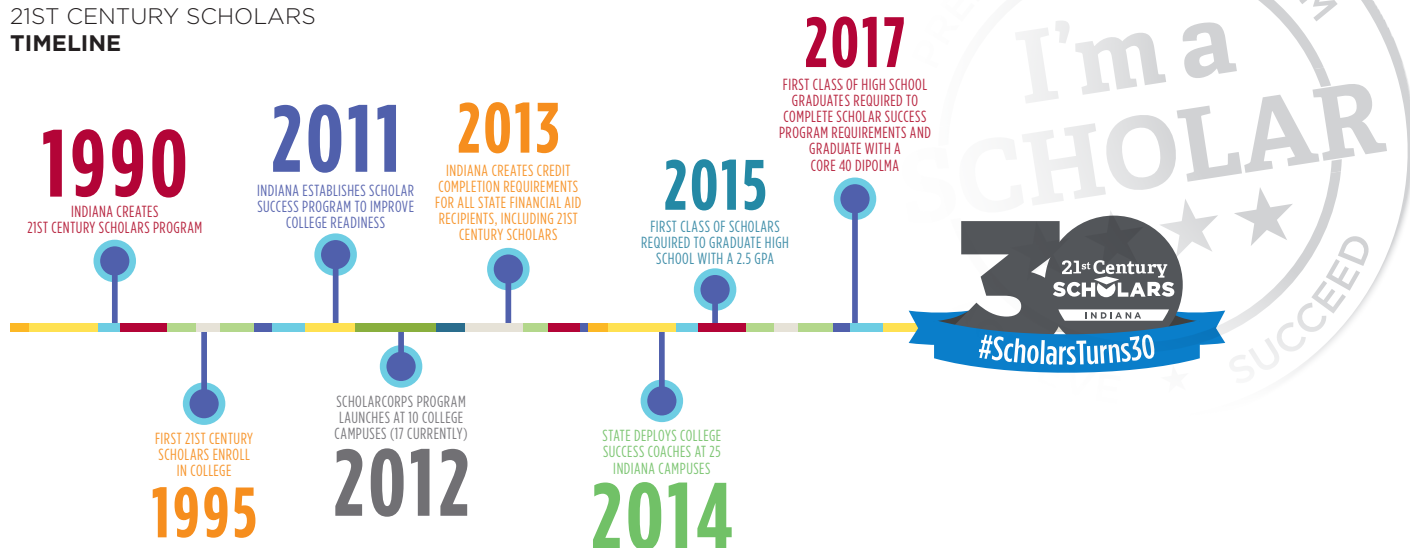 21ST CENTURY SCHOLARS
TIMELINE
1990
INDIANA CREATES
21ST CENTURY SCHOLARS PROGRAM
FIRST 21ST CENTURY
SCHOLARS ENROLL
IN COLLEGE
1995
2011
INDIANA ESTABLISHES SCHOLAR
SUCCESS PROGRAM TO IMPROVE
COLLEGE READINESS
SCHOLARCORPS PROGRAM
LAUNCHES AT 10 COLLEGE
CAMPUSES (17 CURRENTLY)
2012
2013
INDIANA CREATES CREDIT
COMPLETION REQUIREMENTS
FOR ALL STATE FINANCIAL AID
RECIPIENTS, INCLUDING 21ST
CENTURY SCHOLARS
STATE DEPLOYS COLLEGE
SUCCESS COACHES AT 25
INDIANA CAMPUSES
2014
2015
FIRST CLASS OF SCHOLARS
REQUIRED TO GRADUATE HIGH
SCHOOL WITH A 2.5 GPA
2017
FIRST CLASS OF HIGH SCHOOL
GRADUATES REQUIRED TO
COMPLETE SCHOLAR SUCCESS
PROGRAM REQUIREMENTS AND
GRADUATE WITH A
CORE 40 DIPOLMA
I'm a
SCHOLAR
SUCCEED
30
21st Century
SCHOLARS
INDIANA
#ScholarsTurns30